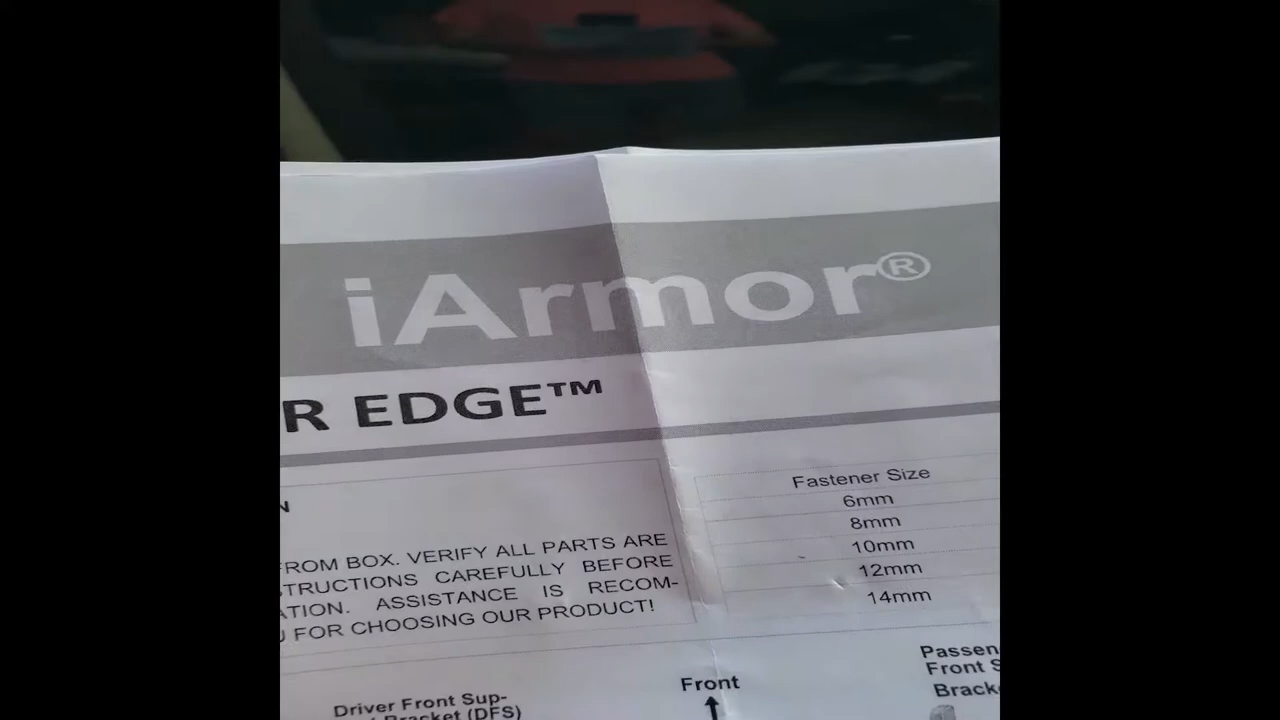 iArmor®
R EDGE™
N
FROM BOX. VERIFY ALL PARTS ARE
STRUCTIONS CAREFULLY BEFORE
ATION. ASSISTANCE IS RECOM-
U FOR CHOOSING OUR PRODUCT!
Fastener Size
6mm
8mm
10mm
12mm
14mm
Driver Front Sup-
Bracket (DFS)
Front
Passen
Front S
Brack